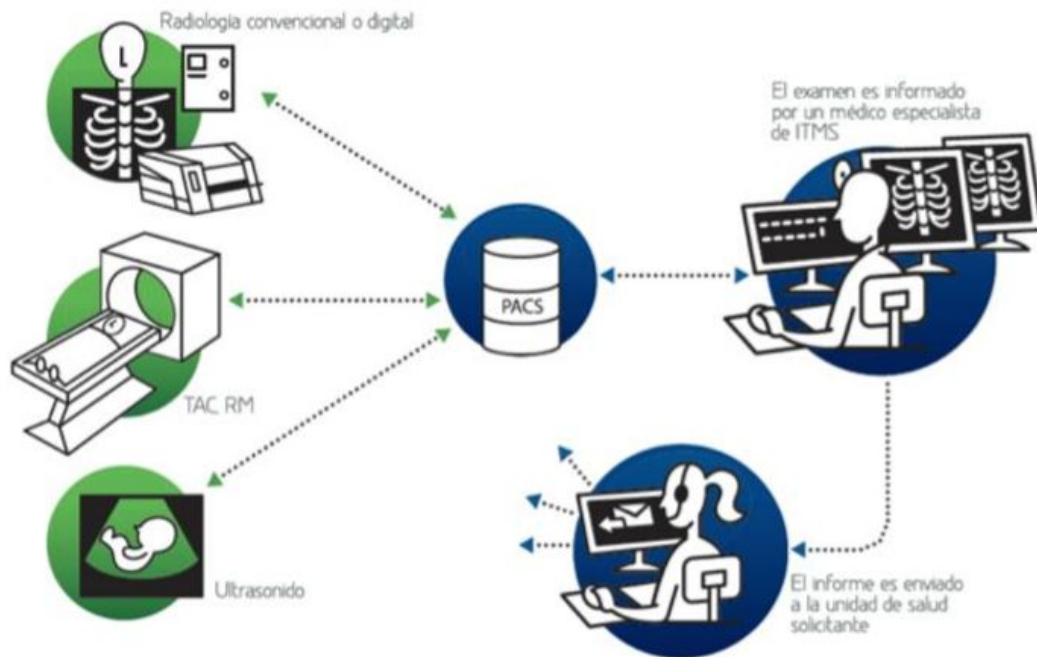 Radiología convencional o digital
L
El examen es informado
por un médico especialista
de ITMS
PACS
TAC RM
Ultrasonido
El informe es enviado
a la unidad de salud
solicitante